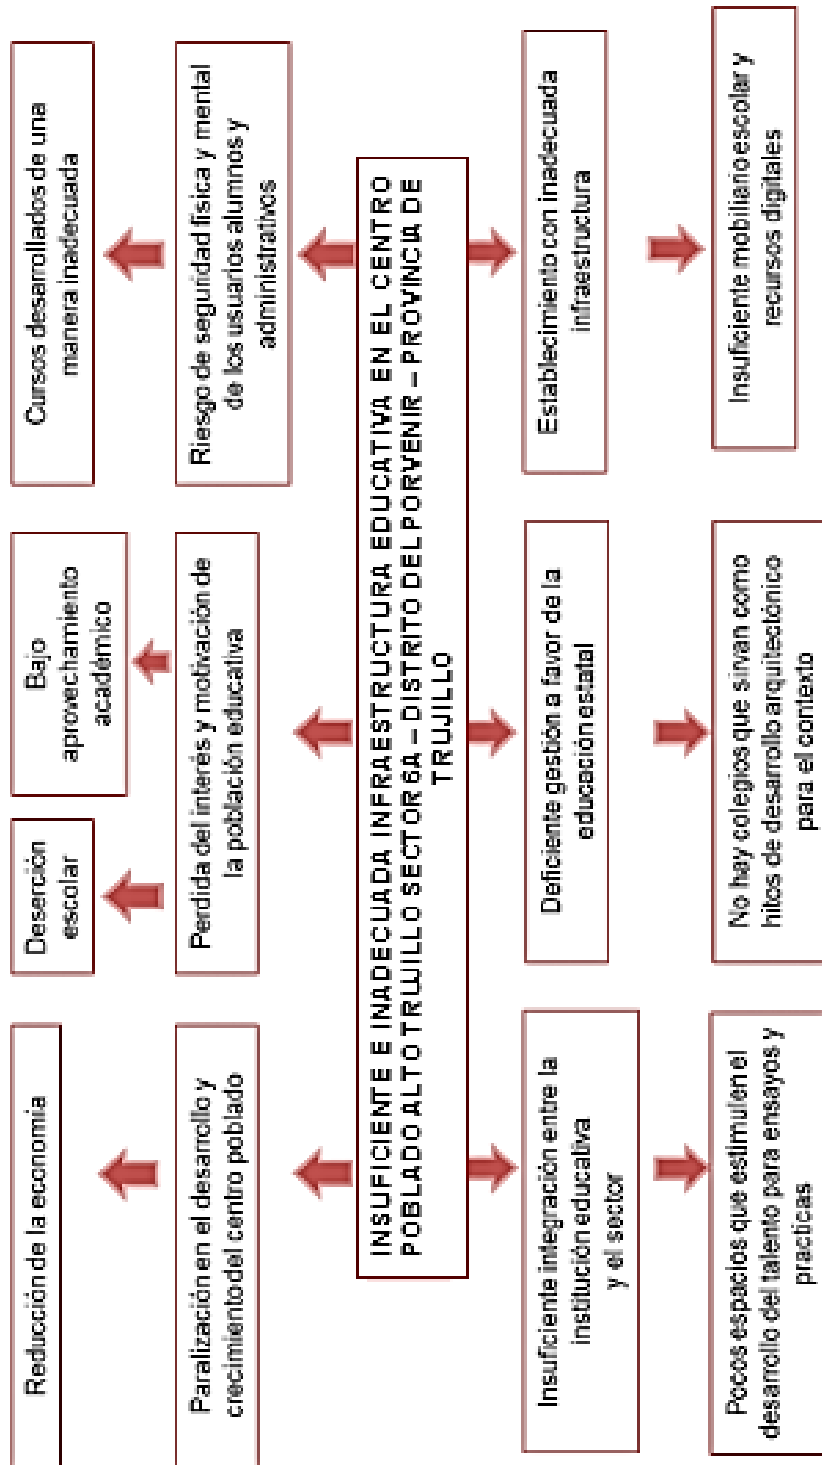 Reducción de la economía
Deserción
escolar
Bajo
aprovechamiento
académico
Cursos desarrollados de una
manera inadecuada
Paralización en el desarrollo y
crecimiento del centro poblado
Perdida del interés y motivación de
la población educativa
Riesgo de seguridad física y mental
de los usuarios alumnos y
administrativos
INSUFICIENTE E INADECUADA INFRAESTRUCTURA EDUCATIVA EN EL CENTRO
POBLADO ALTO TRUJILLO SECTOR 6A – DISTRITO DEL PORVENIR – PROVINCIA DE
TRUJILLO
Insuficiente integración entre la
institución educativa
y el sector
Deficiente gestión a favor de la
educación estatal
Establecimiento con inadecuada
infraestructura
Pocos espacios que estimulen el
desarrollo del talento para ensayos y
practicas
No hay colegios que sirvan como
hitos de desarrollo arquitectónico
para el contexto
Insuficiente mobiliario escolar y
recursos digitales